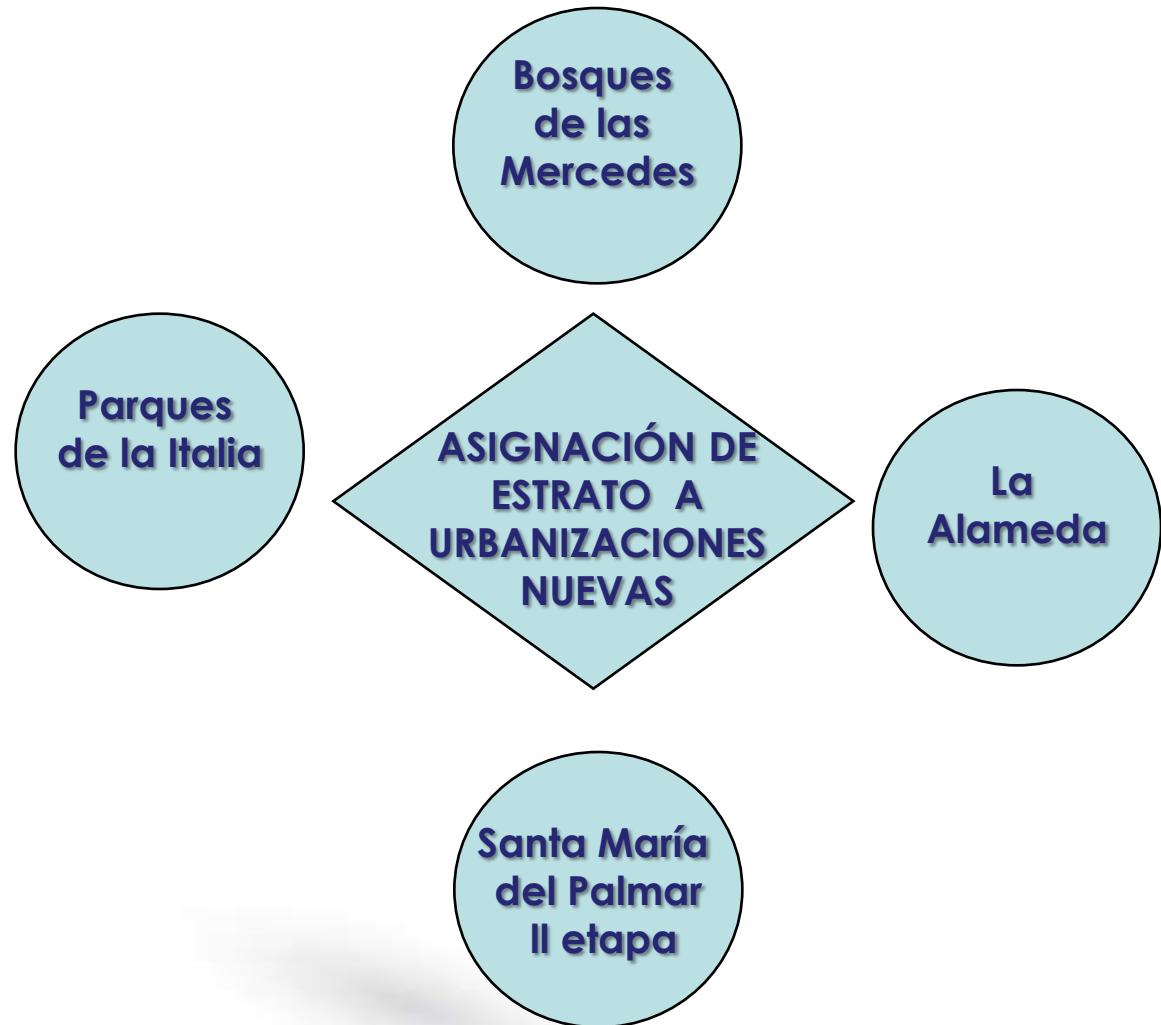 Bosques
de las
Mercedes
Parques
de la Italia
ASIGNACIÓN DE
ESTRATO A
URBANIZACIONES
NUEVAS
La
Alameda
Santa María
del Palmar
II etapa